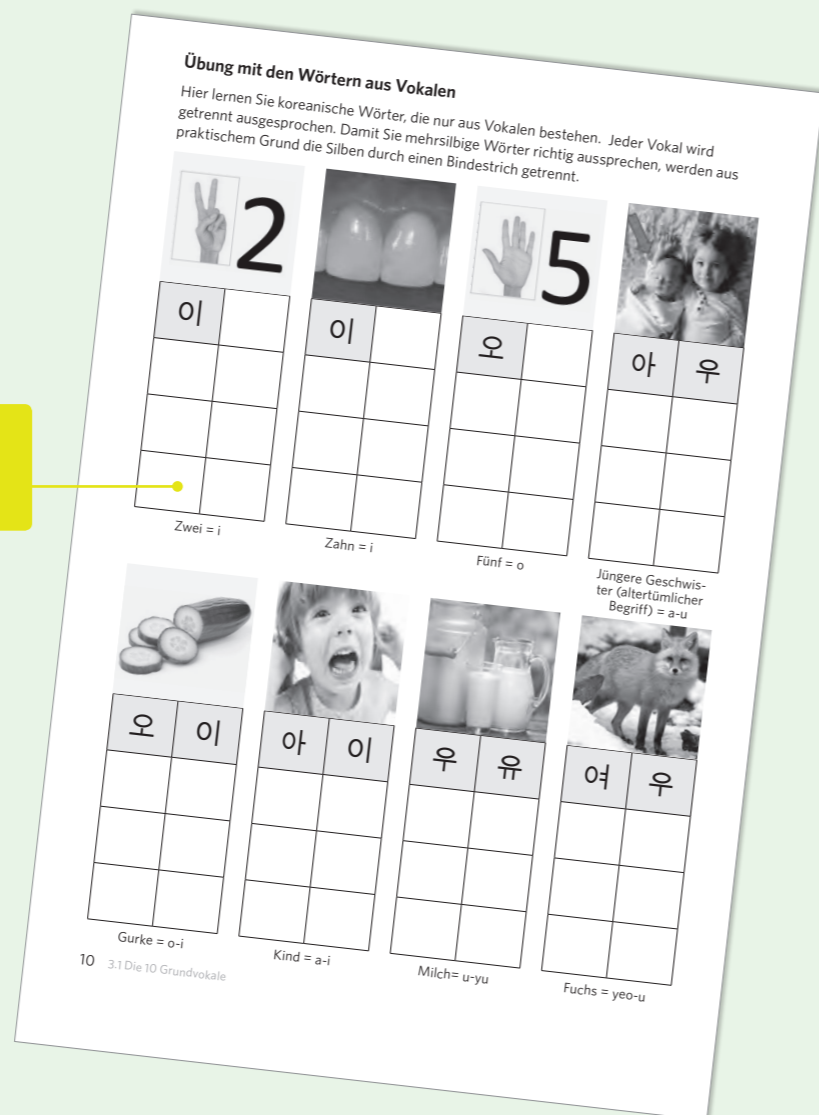 Übung mit den Wörtern aus Vokalen
Hier lernen Sie koreanische Wörter, die nur aus Vokalen bestehen. Jeder Vokal wird
getrennt ausgesprochen. Damit Sie mehrsilbige Wörter richtig aussprechen, werden aus
praktischem Grund die Silben durch einen Bindestrich getrennt.
2
5
이
이
오
아 우
Zwei = i
Zahn = i
Fünf = o
Jüngere Geschwis-
ter (altertümlicher
Begriff) = a-u
오 이
아 이
우 유
여 우
Gurke = o-i
Kind = a-i
Milch= u-yu
Fuchs = yeo-u
10 3.1 Die 10 Grundvokale